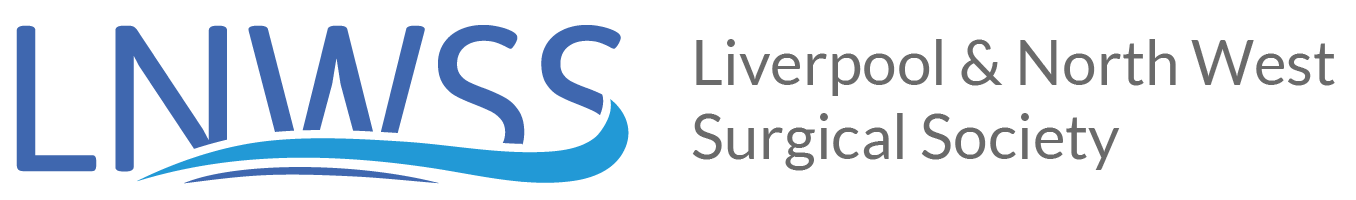 LNWSS
Liverpool & North West
Surgical Society